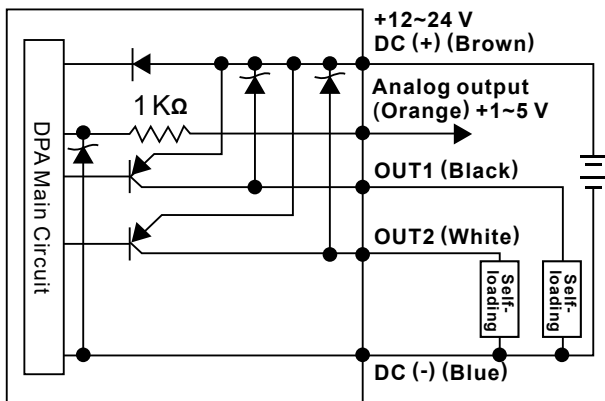 +12~24 V
DC (+) (Brown)
Analog output
(Orange) +1~5 V
1 KΩ
DPA Main Circuit
OUT1 (Black)
OUT2 (White)
Self-
loading
Self-
loading
DC (-) (Blue)